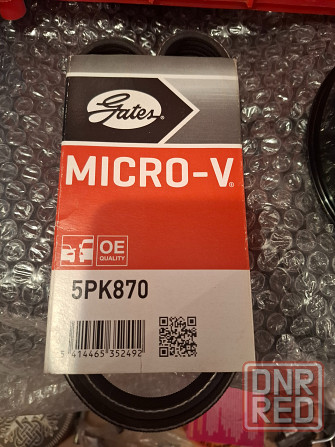 Gates
MICRO-V®
OE
QUALITY
5PK870
5 414465 352492
DNR
RED